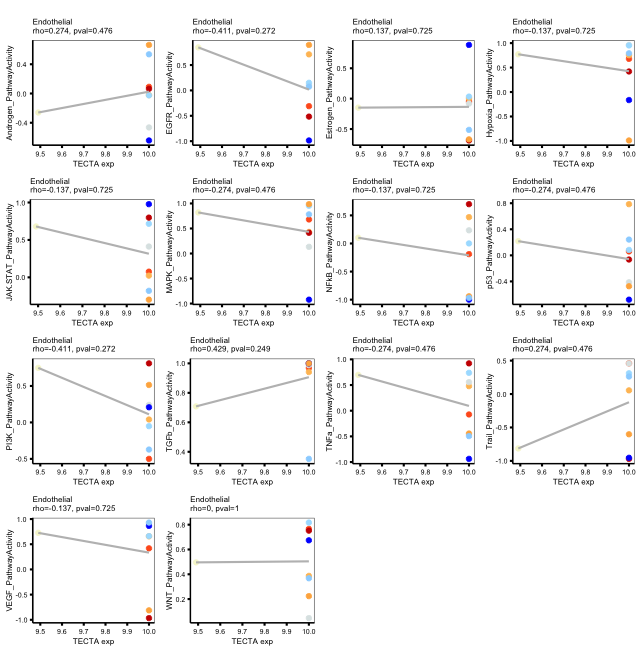 Endothelial
rho=0.274, pval=0.476
Androgen_PathwayActivity
0.4
0.0
-0.4
9.5 9.6 9.7 9.8 9.9 10.0
TECTA exp
Endothelial
rho=-0.411, pval=0.272
EGFR_PathwayActivity
0.5
0.0
-0.5
-1.0
9.5 9.6 9.7 9.8 9.9 10.0
TECTA exp
Endothelial
rho=0.137, pval=0.725
Estrogen_PathwayActivity
0.5
0.0
-0.5
9.5 9.6 9.7 9.8 9.9 10.0
TECTA exp
Endothelial
rho=-0.137, pval=0.725
Hypoxia_PathwayActivity
1.0
0.5
0.0
-0.5
-1.0
9.5 9.6 9.7 9.8 9.9 10.0
TECTA exp
Endothelial
rho=-0.137, pval=0.725
JAK-STAT_PathwayActivity
1.0
0.5
0.0
9.5 9.6 9.7 9.8 9.9 10.0
TECTA exp
Endothelial
rho=-0.274, pval=0.476
MAPK_PathwayActivity
1.0
0.5
0.0
-0.5
-1.0
9.5 9.6 9.7 9.8 9.9 10.0
TECTA exp
Endothelial
rho=-0.137, pval=0.725
NFkB_PathwayActivity
0.5
0.0
-0.5
-1.0
9.5 9.6 9.7 9.8 9.9 10.0
TECTA exp
Endothelial
rho=-0.274, pval=0.476
p53_PathwayActivity
0.8
0.4
0.0
-0.4
9.5 9.6 9.7 9.8 9.9 10.0
TECTA exp
Endothelial
rho=-0.411, pval=0.272
PI3K_PathwayActivity
0.5
0.0
-0.5
9.5 9.6 9.7 9.8 9.9 10.0
TECTA exp
Endothelial
rho=0.429, pval=0.249
TGFb_PathwayActivity
1.0
0.8
0.6
0.4
9.5 9.6 9.7 9.8 9.9 10.0
TECTA exp
Endothelial
rho=-0.274, pval=0.476
TNFa_PathwayActivity
1.0
0.5
0.0
-0.5
-1.0
9.5 9.6 9.7 9.8 9.9 10.0
TECTA exp
Endothelial
rho=0.274, pval=0.476
Trail_PathwayActivity
0.5
0.0
-0.5
-1.0
9.5 9.6 9.7 9.8 9.9 10.0
TECTA exp
Endothelial
rho=-0.137, pval=0.725
VEGF_PathwayActivity
1.0
0.5
0.0
-0.5
-1.0
9.5 9.6 9.7 9.8 9.9 10.0
TECTA exp
Endothelial
rho=0, pval=1
WNT_PathwayActivity
0.8
0.6
0.4
0.2
9.5 9.6 9.7 9.8 9.9 10.0
TECTA exp